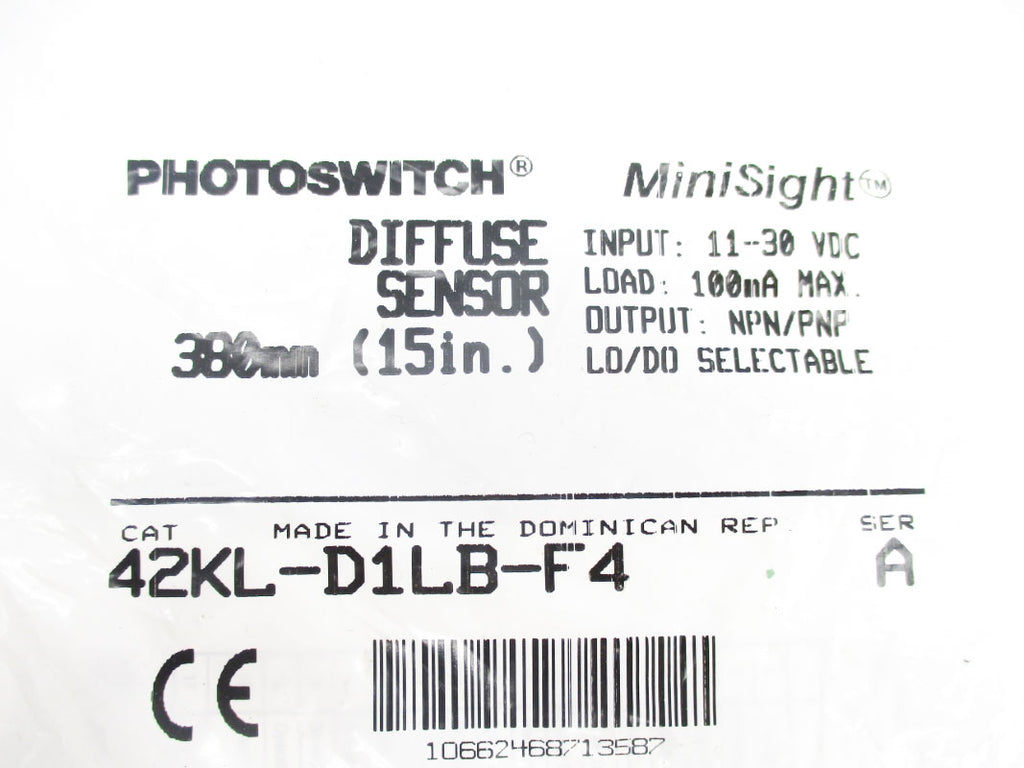 PHOTOSWITCH®
MiniSight™
DIFFUSE
SENSOR
380mm (15in.)
INPUT: 11-30 VDC
LOAD: 100mA MAX.
OUTPUT: NPN/PNP
LO/DO SELECTABLE
CAT MADE IN THE DOMINICAN REP. SER
42KL-D1LB-F4 A
CE
10662468713587